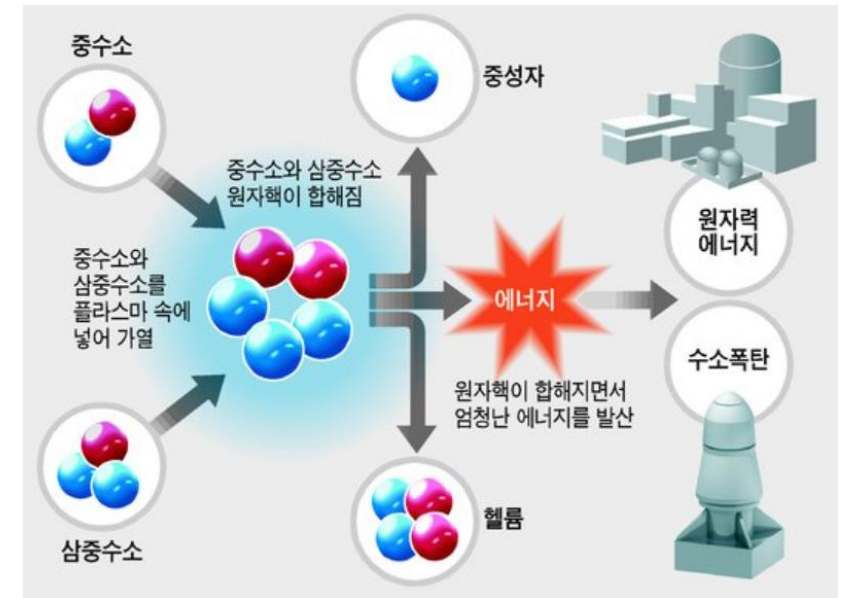 중수소
중성자
중수소와 삼중수소
원자핵이 합해짐
원자력
에너지
중수소와
삼중수소를
플라스마 속에
넣어 가열
에너지
수소폭탄
원자핵이 합해지면서
엄청난 에너지를 발산
헬륨
삼중수소